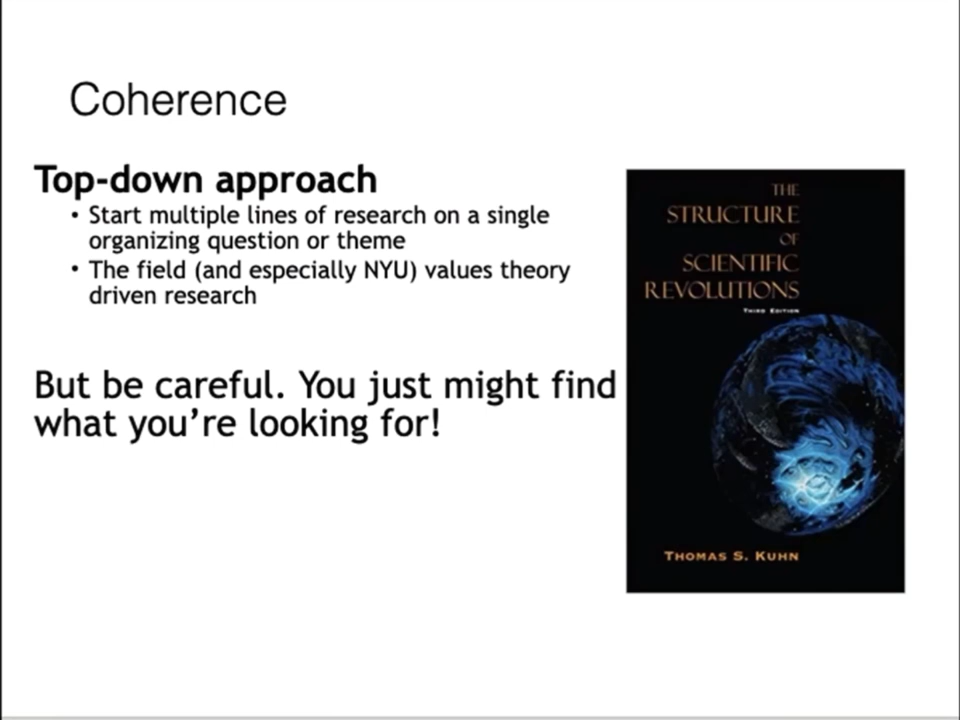 Coherence
Top-down approach
• Start multiple lines of research on a single
organizing question or theme
• The field (and especially NYU) values theory
driven research
But be careful. You just might find
what you're looking for!
THE
STRUCTURE
OF
SCIENTIFIC
REVOLUTIONS
THIRD EDITION
THOMAS S. KUHN